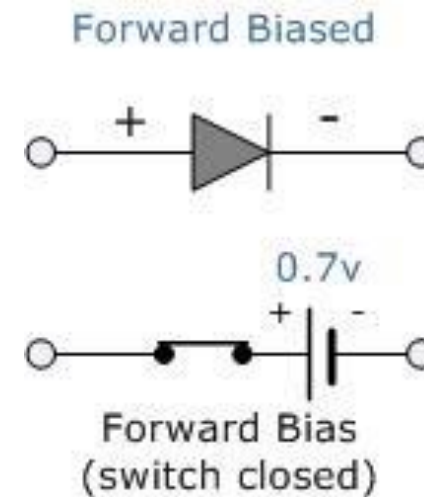 Forward Biased
+ -
0.7v
+ -
Forward Bias
(switch closed)